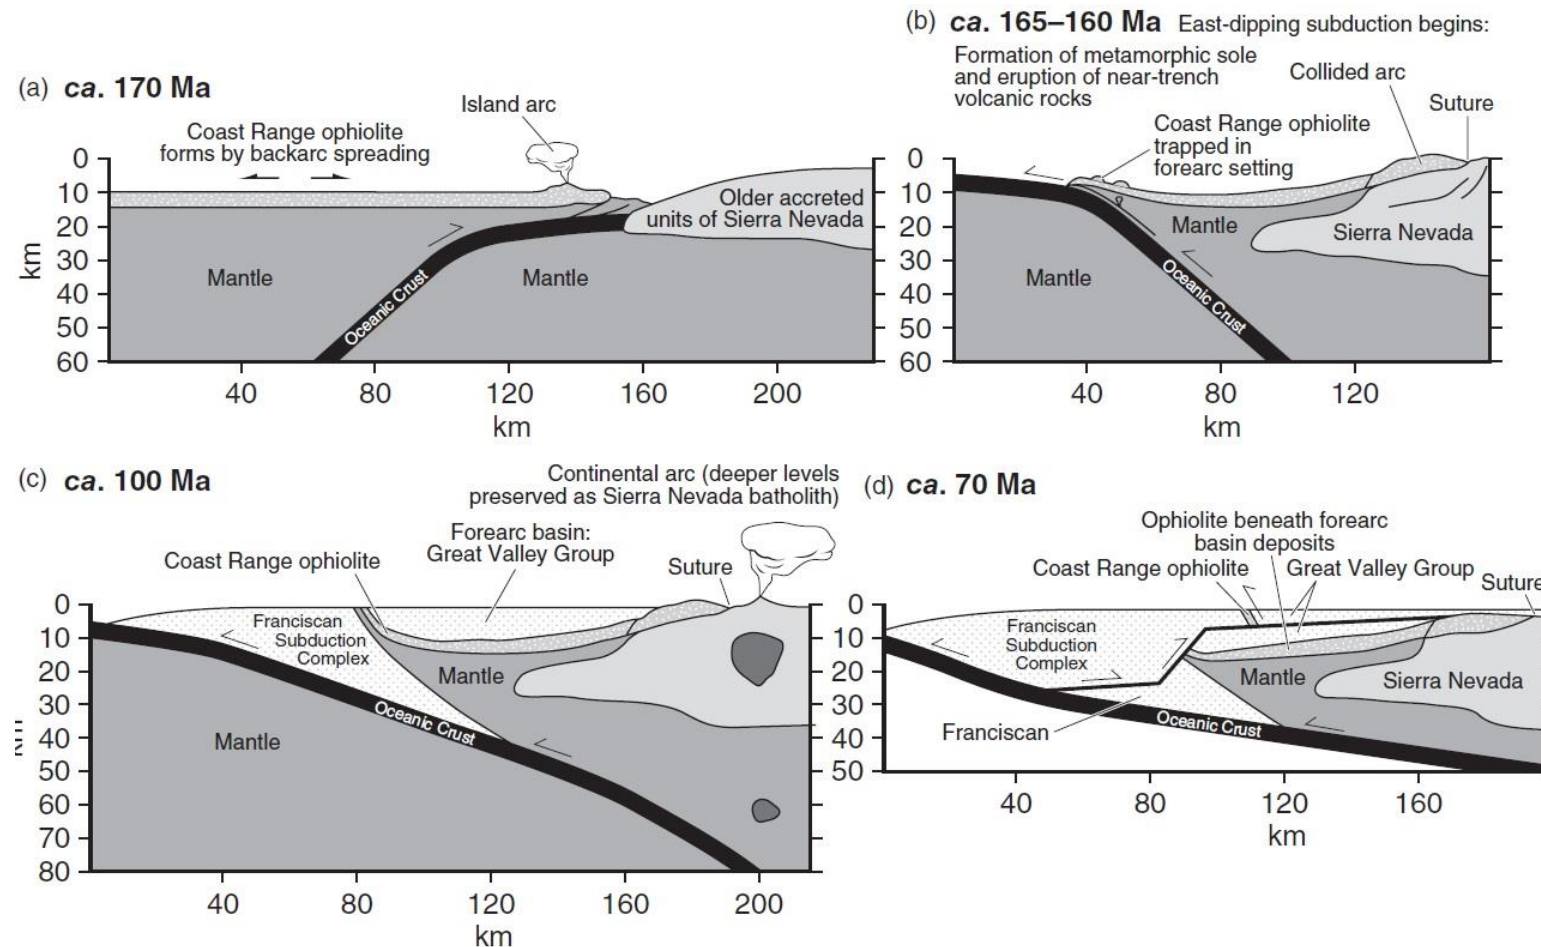 (a) ca. 170 Ma
Island arc
Coast Range ophiolite
forms by backarc spreading
0
10
20
30
40
50
60
km
Older accreted
units of Sierra Nevada
Mantle
Mantle
Oceanic Crust
40
80
120
160
200
km
(b) ca. 165–160 Ma East-dipping subduction begins:
Formation of metamorphic sole
and eruption of near-trench
volcanic rocks
Collided arc
Suture
Coast Range ophiolite
trapped in
forearc setting
0
10
20
30
40
50
60
Mantle
Sierra Nevada
Mantle
Oceanic Crust
40
80
120
km
(c) ca. 100 Ma
Continental arc (deeper levels
preserved as Sierra Nevada batholith)
Forearc basin:
Great Valley Group
Coast Range ophiolite
Suture
0
10
20
30
40
50
60
70
80
Franciscan
Subduction
Complex
Mantle
Oceanic Crust
Mantle
40
80
120
160
200
km
(d) ca. 70 Ma
Ophiolite beneath forearc
basin deposits
Coast Range ophiolite
Great Valley Group
Suture
0
10
20
30
40
50
Franciscan
Subduction
Complex
Mantle
Sierra Nevada
Franciscan
Oceanic Crust
40
80
120
160
km